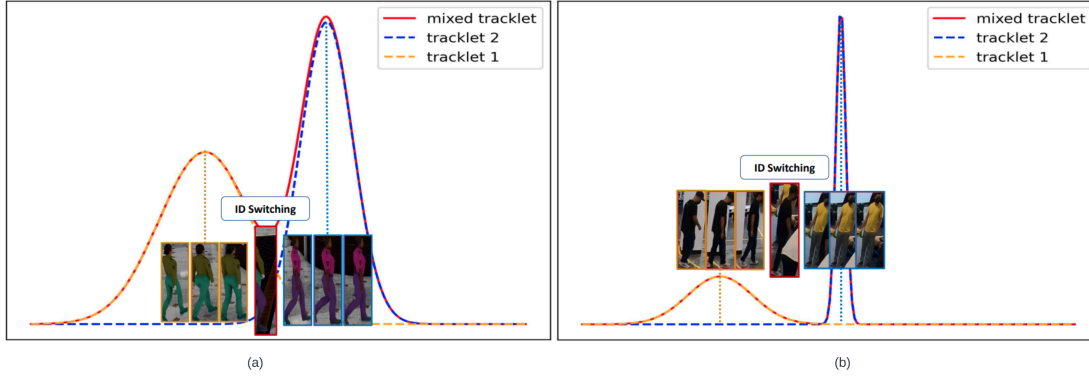 mixed tracklet
tracklet 2
tracklet 1
ID Switching
(a)
mixed tracklet
tracklet 2
tracklet 1
ID Switching
(b)